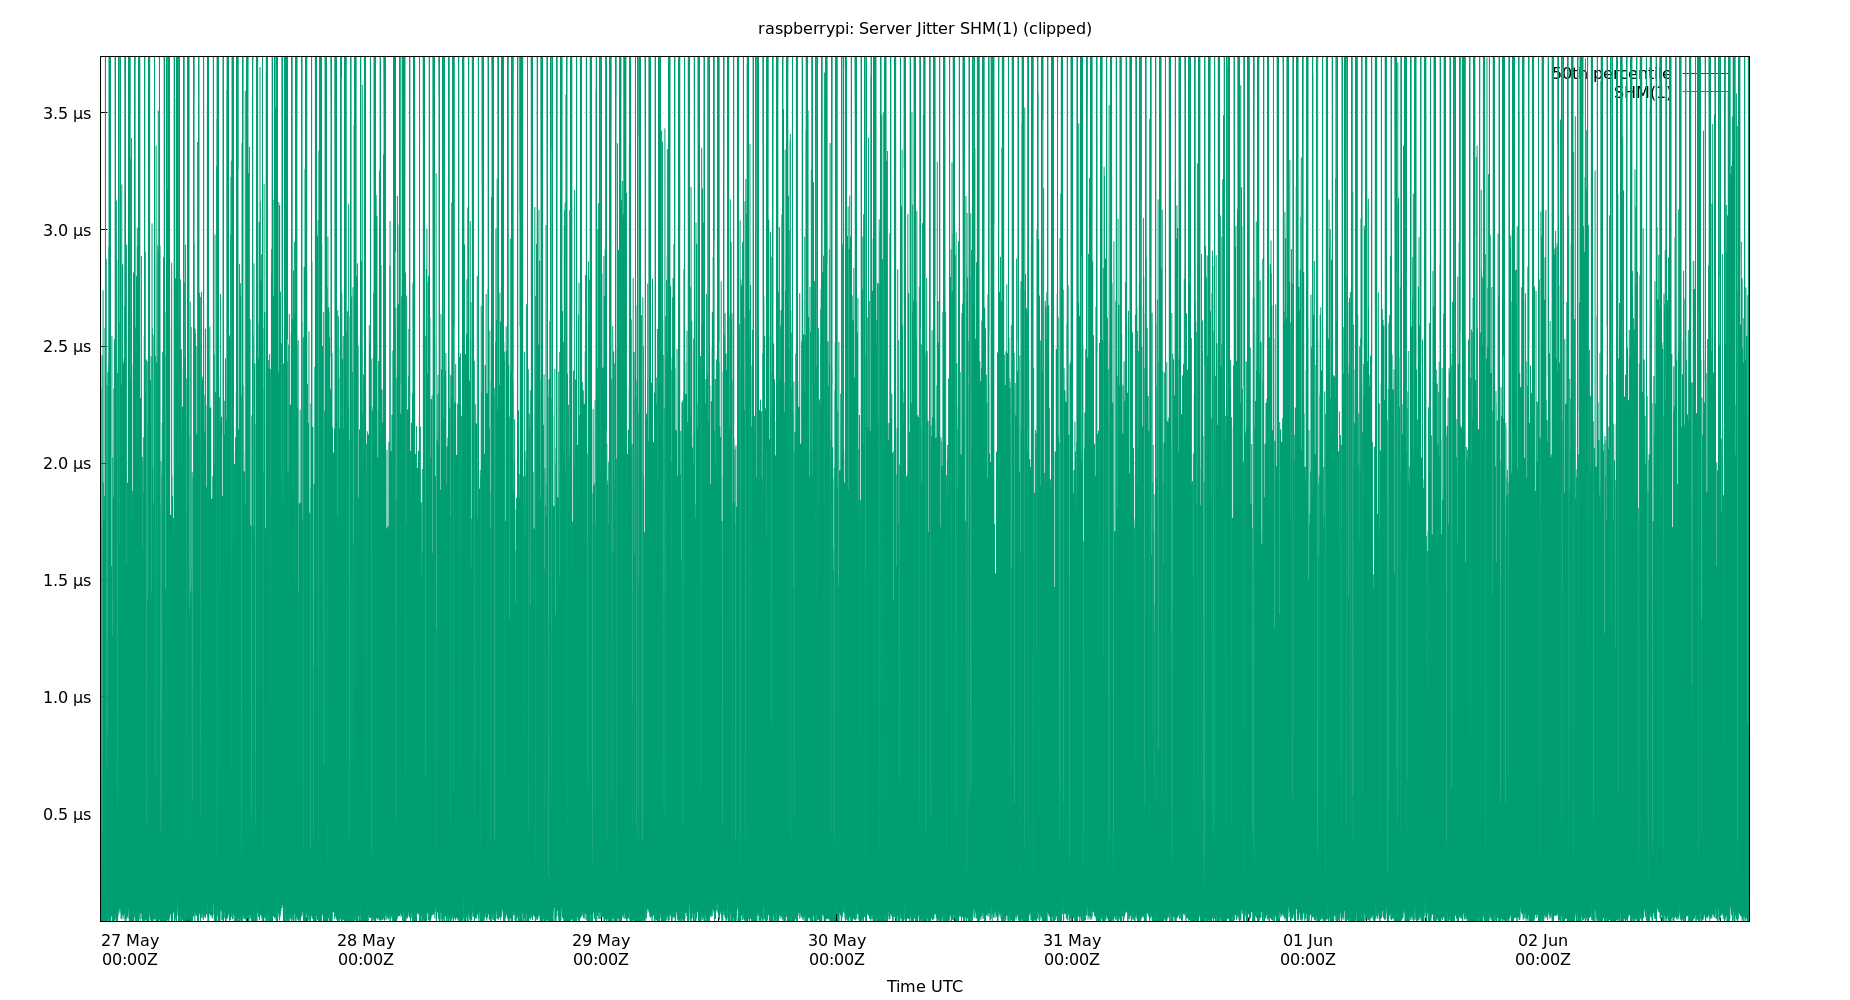 raspberrypi: Server Jitter SHM(1) (clipped)
50th percentile
SHM(1)
3.5 µs
3.0 µs
2.5 µs
2.0 µs
1.5 µs
1.0 µs
0.5 µs
27 May 28 May 29 May 30 May 31 May 01 Jun 02 Jun
00:00Z 00:00Z 00:00Z 00:00Z 00:00Z 00:00Z 00:00Z
Time UTC